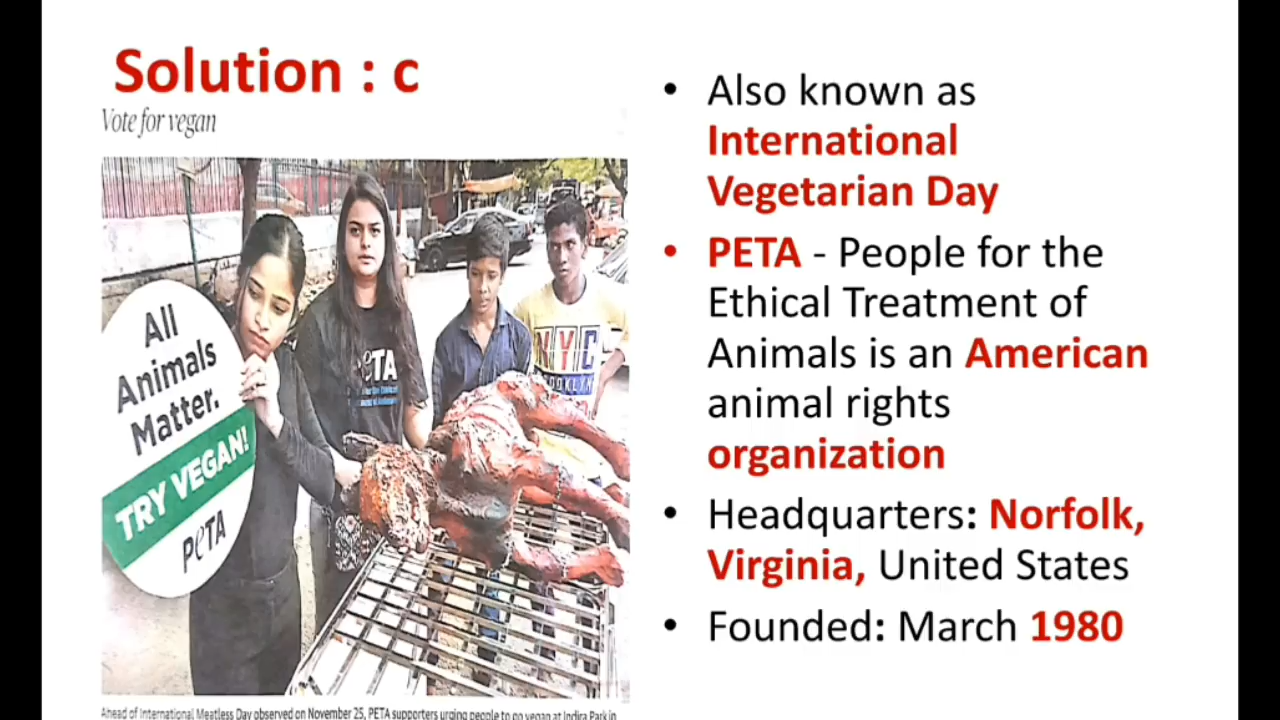 Solution : c
Vote for vegan
All
Animals
Matter.
TRY VEGAN!
PeTA
eTA
NYC
Ahead of International Meatless Day observed on November 25, PETA supporters urging people to go vegan at Indira Park in
• Also known as
International
Vegetarian Day
• PETA - People for the
Ethical Treatment of
Animals is an American
animal rights
organization
• Headquarters: Norfolk,
Virginia, United States
• Founded: March 1980